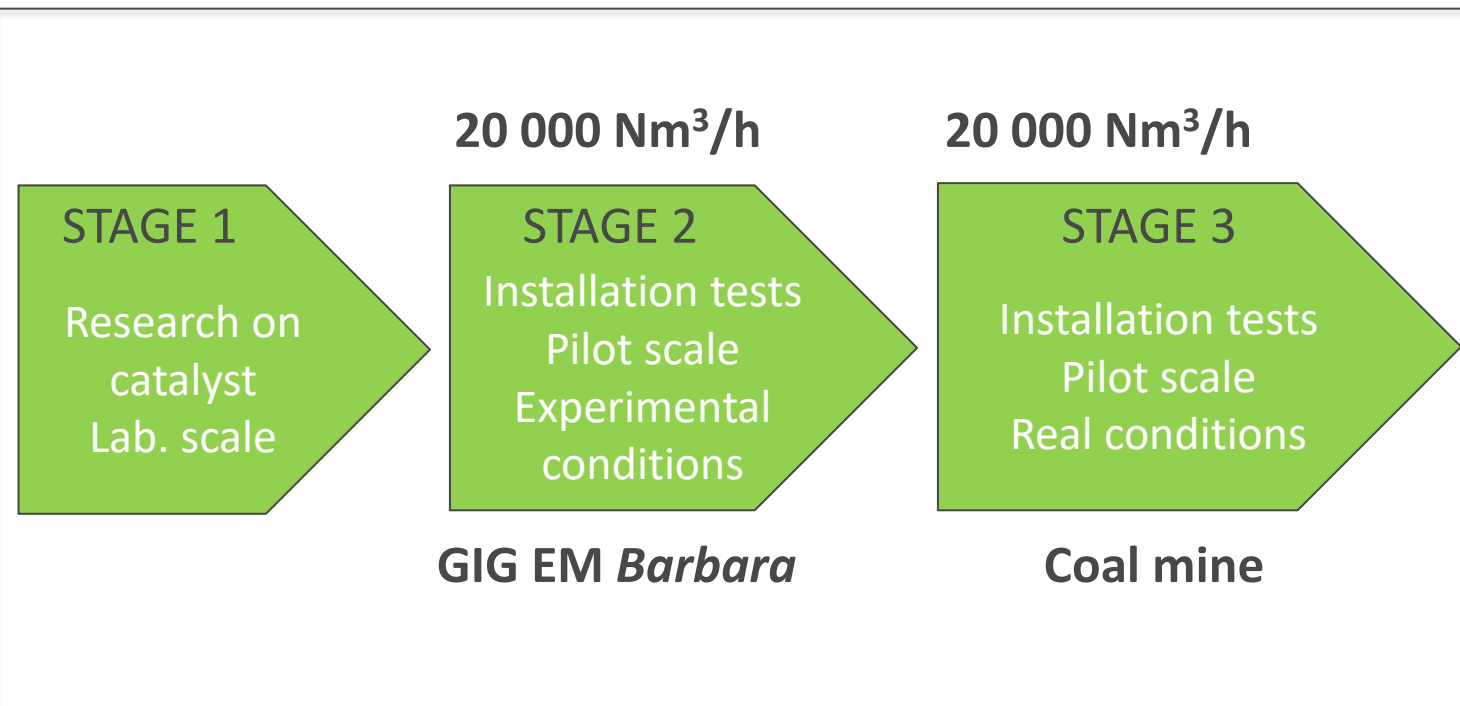 STAGE 1
Research on
catalyst
Lab. scale
20 000 Nm³/h
STAGE 2
Installation tests
Pilot scale
Experimental
conditions
GIG EM Barbara
20 000 Nm³/h
STAGE 3
Installation tests
Pilot scale
Real conditions
Coal mine